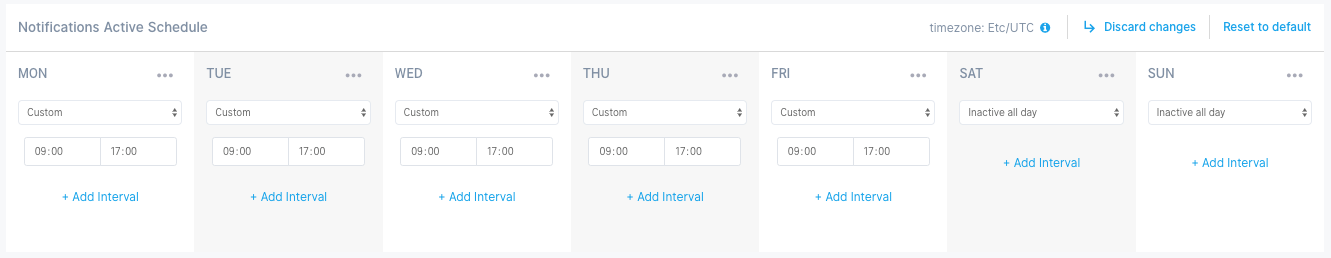 Notifications Active Schedule timezone: Etc/UTC Discard changes Reset to default
MON TUE WED THU FRI SAT SUN
Custom Custom Custom Custom Custom Inactive all day Inactive all day
09:00 17:00 09:00 17:00 09:00 17:00 09:00 17:00 09:00 17:00
+ Add Interval + Add Interval
+ Add Interval + Add Interval + Add Interval + Add Interval + Add Interval